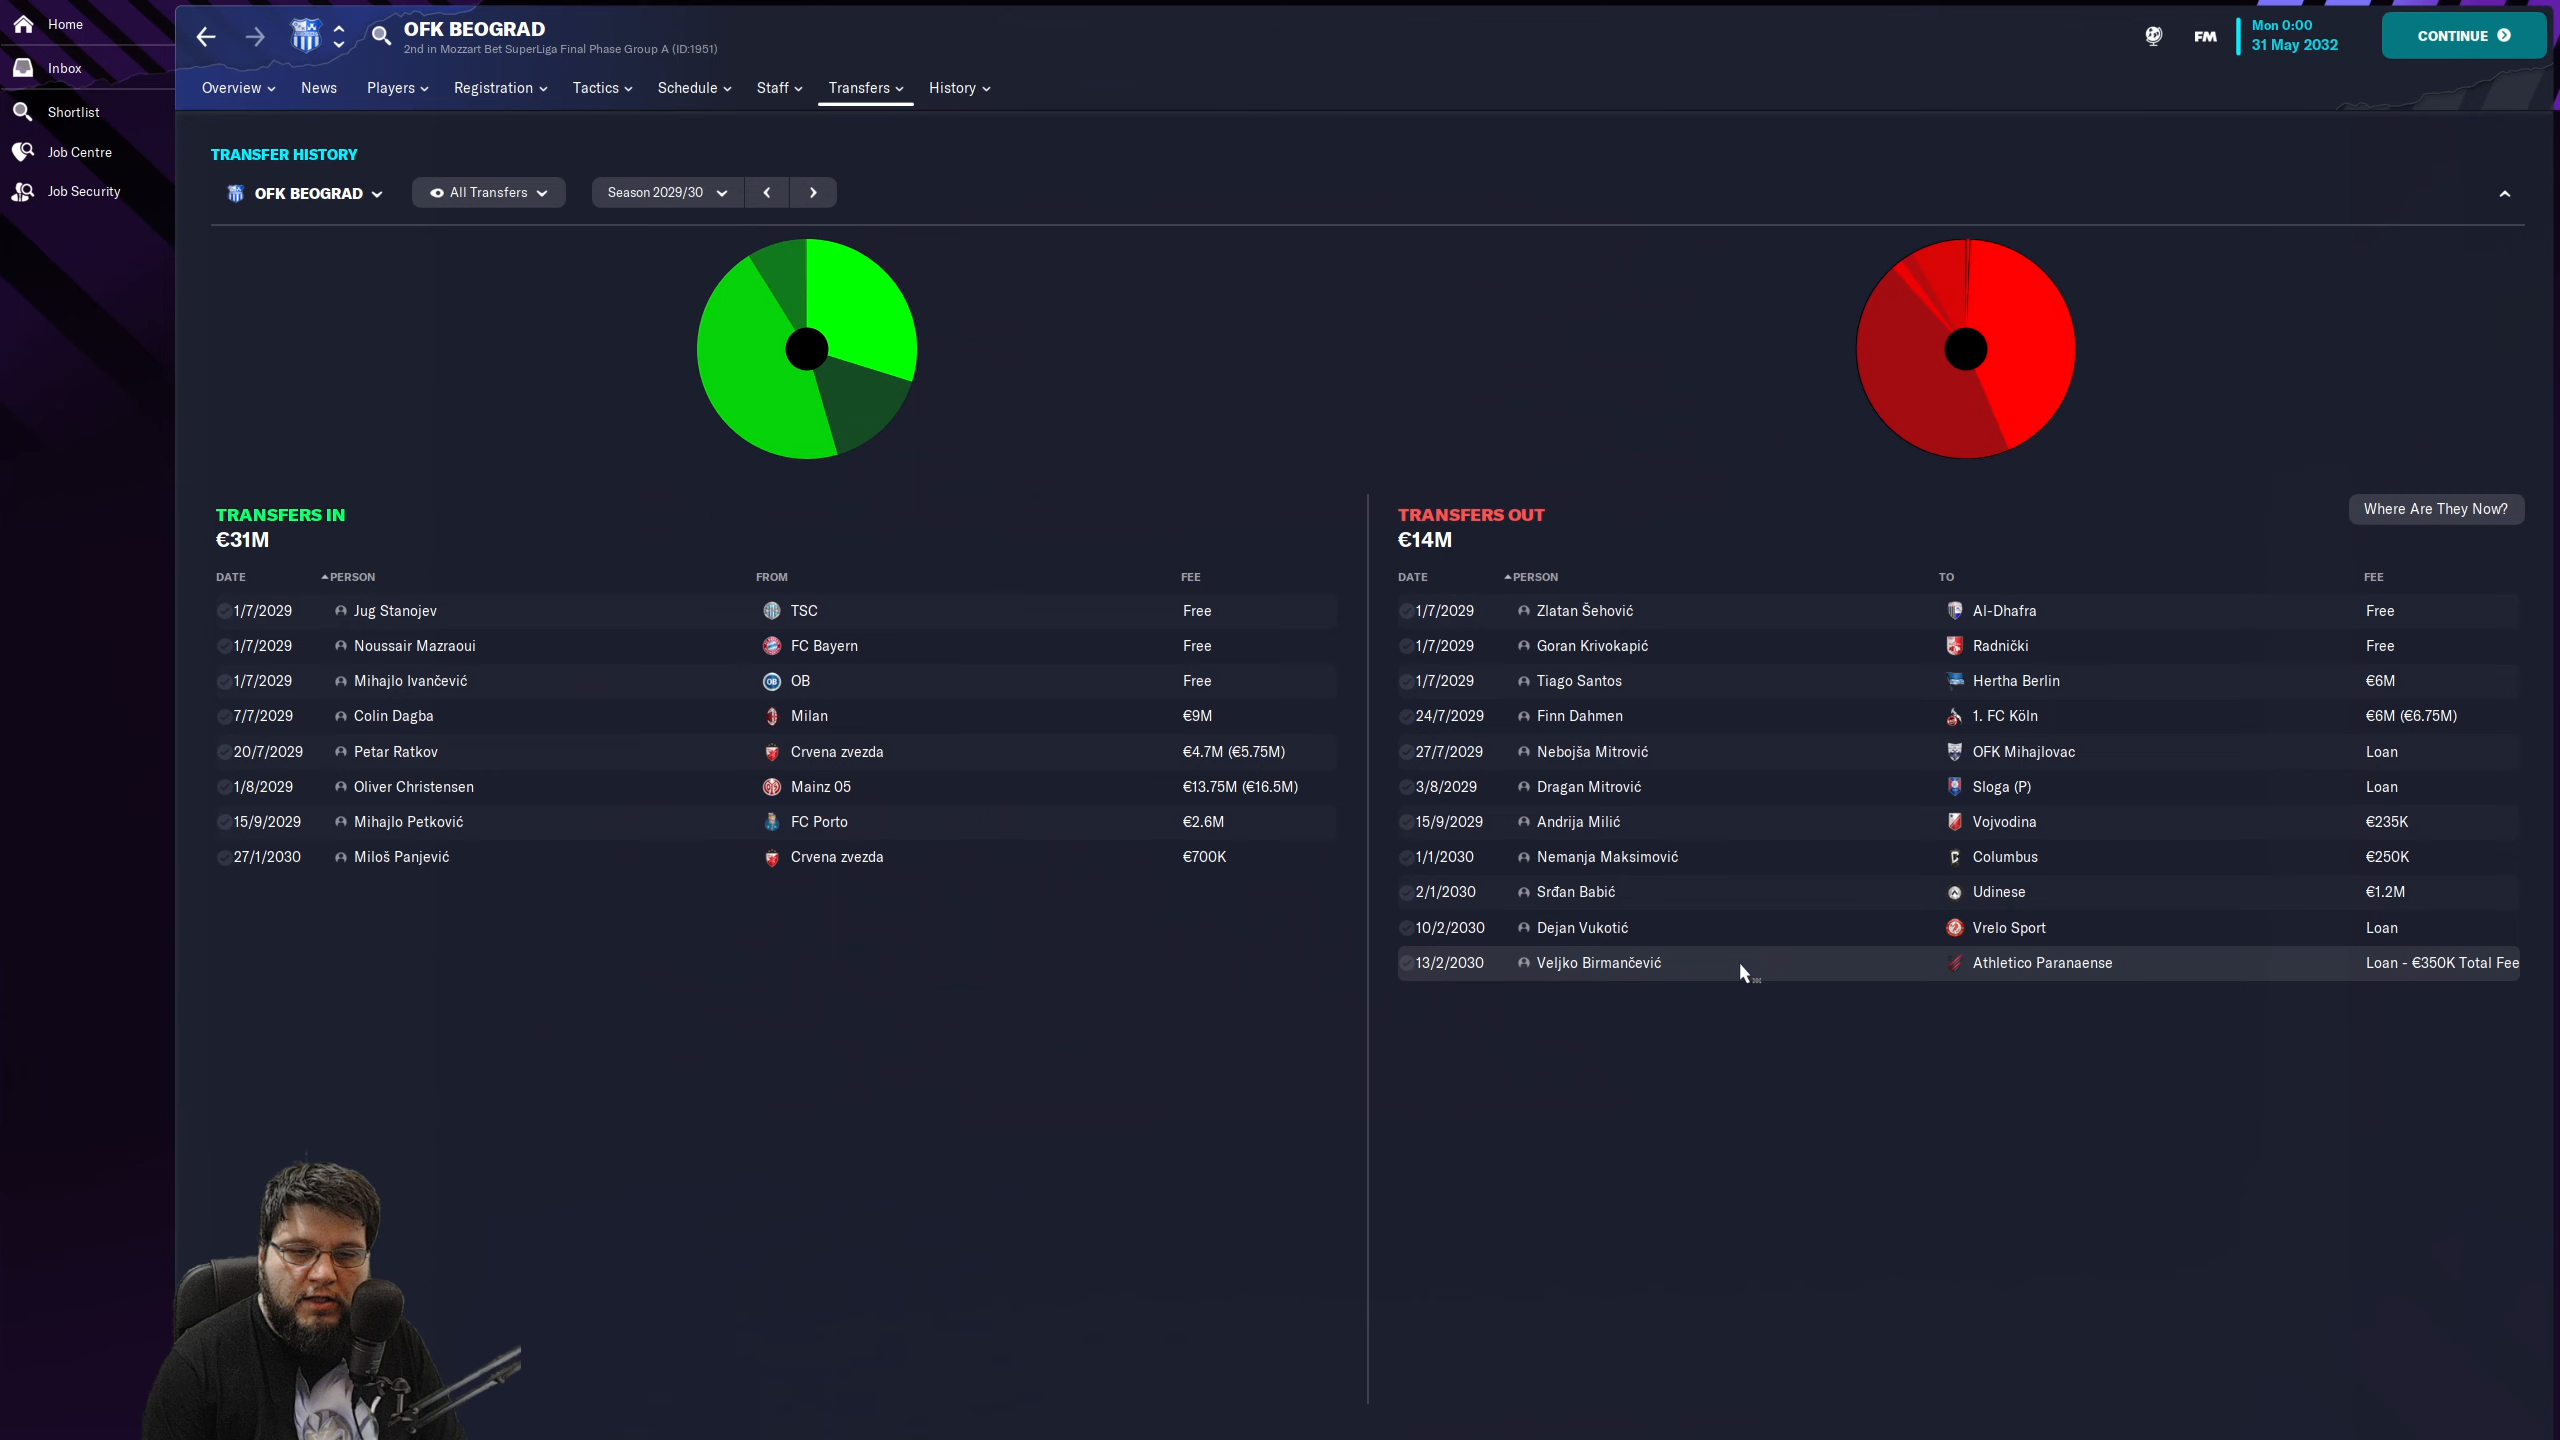 Home
Inbox
Shortlist
Job Centre
Job Security
OFK BEOGRAD
2nd in Mozzart Bet SuperLiga Final Phase Group A (ID:1951)
FM
Mon 0:00
31 May 2032
CONTINUE
Overview
News
Players
Registration
Tactics
Schedule
Staff
Transfers
History
TRANSFER HISTORY
OFK BEOGRAD
All Transfers
Season 2029/30
TRANSFERS IN
€31M
DATE PERSON FROM FEE
1/7/2029 Jug Stanojev TSC Free
1/7/2029 Noussair Mazraoui FC Bayern Free
1/7/2029 Mihajlo Ivančević OB Free
7/7/2029 Colin Dagba Milan €9M
20/7/2029 Petar Ratkov Crvena zvezda €4.7M (€5.75M)
1/8/2029 Oliver Christensen Mainz 05 €13.75M (€16.5M)
15/9/2029 Mihajlo Petković FC Porto €2.6M
27/1/2030 Miloš Panjević Crvena zvezda €700K
TRANSFERS OUT
€14M
Where Are They Now?
DATE PERSON TO FEE
1/7/2029 Zlatan Šehović Al-Dhafra Free
1/7/2029 Goran Krivokapić Radnički Free
1/7/2029 Tiago Santos Hertha Berlin €6M
24/7/2029 Finn Dahmen 1. FC Köln €6M (€6.75M)
27/7/2029 Nebojša Mitrović OFK Mihajlovac Loan
3/8/2029 Dragan Mitrović Sloga (P) Loan
15/9/2029 Andrija Milić Vojvodina €235K
1/1/2030 Nemanja Maksimović Columbus €250K
2/1/2030 Srđan Babić Udinese €1.2M
10/2/2030 Dejan Vukotić Vrelo Sport Loan
13/2/2030 Veljko Birmančević Athletico Paranaense Loan - €350K Total Fee